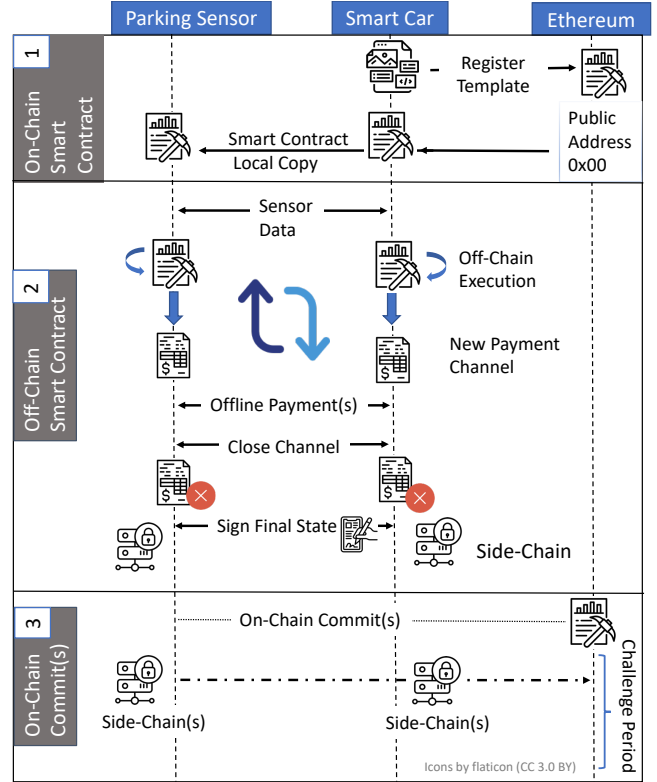 Parking Sensor
Smart Car
Ethereum
1
On-Chain
Smart
Contract
Register
Template
Smart Contract
Local Copy
Public
Address
0x00
2
Off-Chain
Smart Contract
Sensor
Data
Off-Chain
Execution
$
$
New Payment
Channel
Offline Payment(s)
Close Channel
$
$
Sign Final State
Side-Chain
3
On-Chain
Commit(s)
On-Chain Commit(s)
Challenge Period
Side-Chain(s)
Side-Chain(s)
Icons by flaticon (CC 3.0 BY)